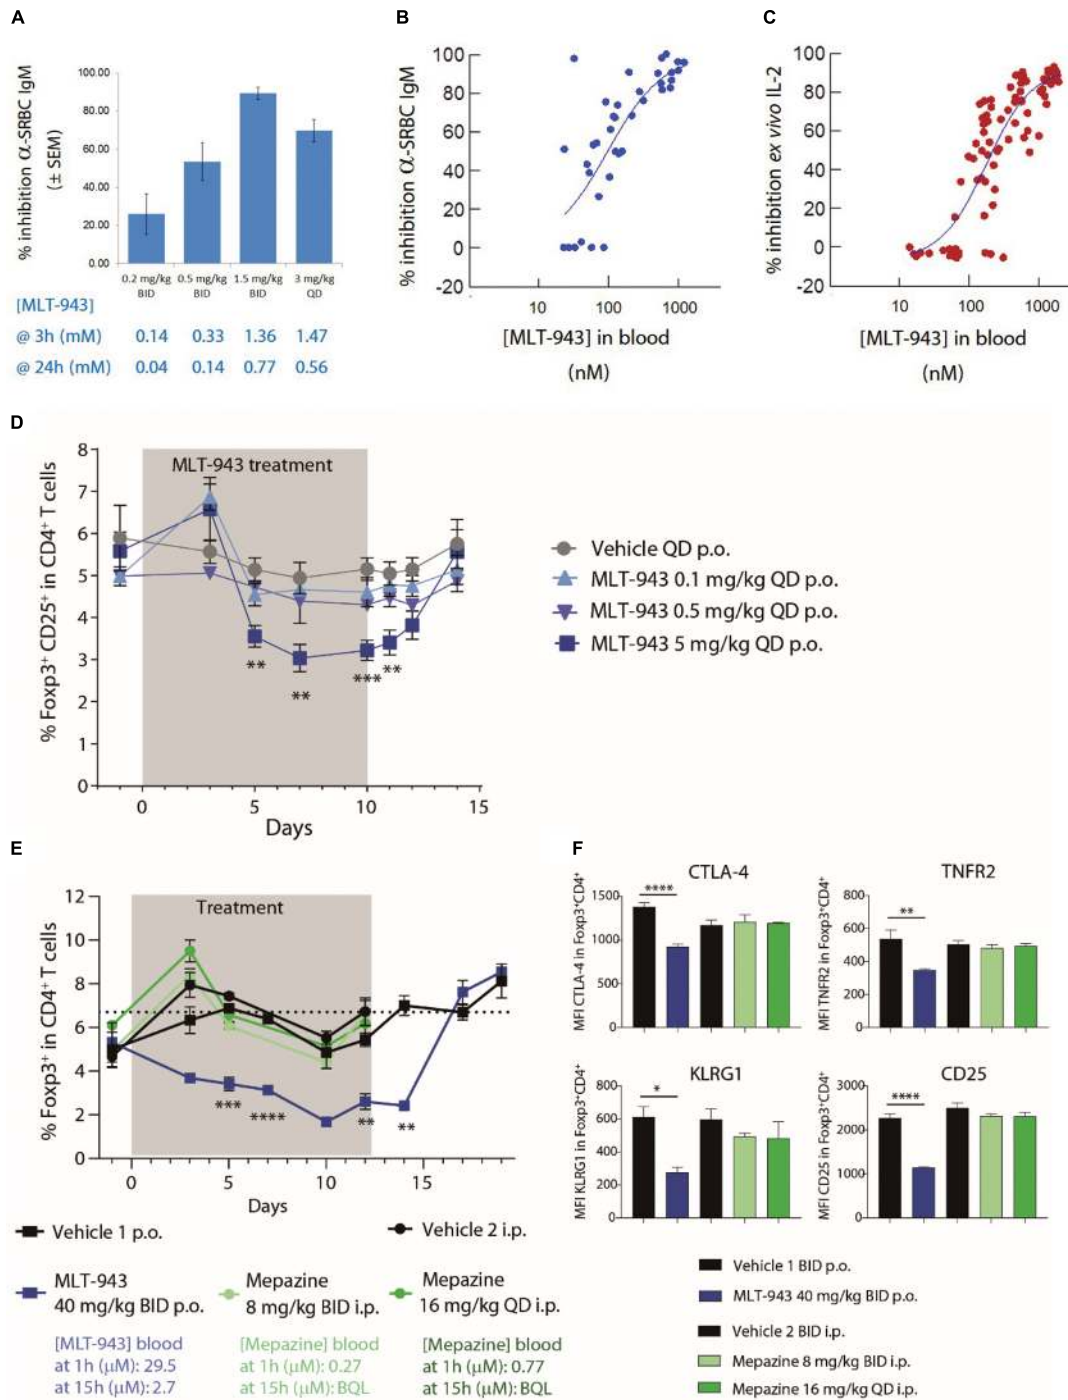 A
% inhibition α-SRBC IgM
(± SEM)
100.00
80.00
60.00
40.00
20.00
0.00
0.2 mg/kg BID
0.5 mg/kg BID
1.5 mg/kg BID
3 mg/kg QD
[MLT-943]
@ 3h (mM) 0.14 0.33 1.36 1.47
@ 24h (mM) 0.04 0.14 0.77 0.56
B
% inhibition α-SRBC IgM
100
80
60
40
20
0
-20
10 100 1000
[MLT-943] in blood
(nM)
C
% inhibition ex vivo IL-2
100
80
60
40
20
0
-20
10 100 1000
[MLT-943] in blood
(nM)
D
% Foxp3⁺ CD25⁺ in CD4⁺ T cells
8
7
6
5
4
3
2
1
0
MLT-943 treatment
** ** *** **
0 5 10 15
Days
Vehicle QD p.o.
MLT-943 0.1 mg/kg QD p.o.
MLT-943 0.5 mg/kg QD p.o.
MLT-943 5 mg/kg QD p.o.
E
% Foxp3⁺ in CD4⁺ T cells
12
10
8
6
4
2
0
Treatment
*** **** ** **
0 5 10 15
Days
Vehicle 1 p.o.
Vehicle 2 i.p.
MLT-943
40 mg/kg BID p.o.
Mepazine
8 mg/kg BID i.p.
Mepazine
16 mg/kg QD i.p.
[MLT-943] blood
at 1h (μM): 29.5
at 15h (μM): 2.7
[Mepazine] blood
at 1h (μM): 0.27
at 15h (μM): BQL
[Mepazine] blood
at 1h (μM): 0.77
at 15h (μM): BQL
F
CTLA-4
MFI CTLA-4 in Foxp3⁺CD4⁺
1500
1000
500
0
****
TNFR2
MFI TNFR2 in Foxp3⁺CD4⁺
800
600
400
200
0
**
KLRG1
MFI KLRG1 in Foxp3⁺CD4⁺
800
600
400
200
0
*
CD25
MFI CD25 in Foxp3⁺CD4⁺
3000
2000
1000
0
****
Vehicle 1 BID p.o.
MLT-943 40 mg/kg BID p.o.
Vehicle 2 BID i.p.
Mepazine 8 mg/kg BID i.p.
Mepazine 16 mg/kg QD i.p.